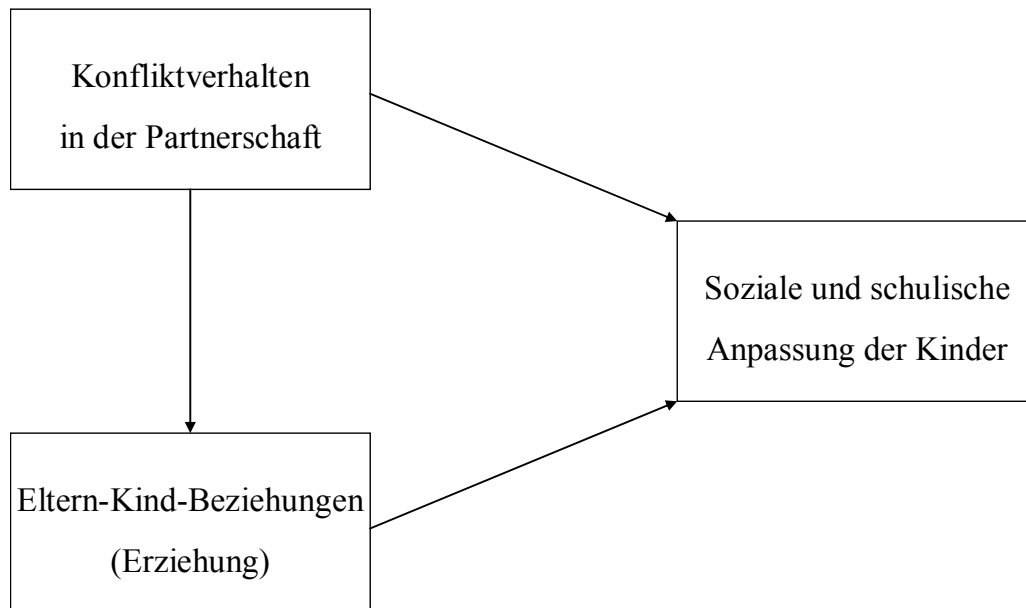 Konfliktverhalten
in der Partnerschaft
Soziale und schulische
Anpassung der Kinder
Eltern-Kind-Beziehungen
(Erziehung)